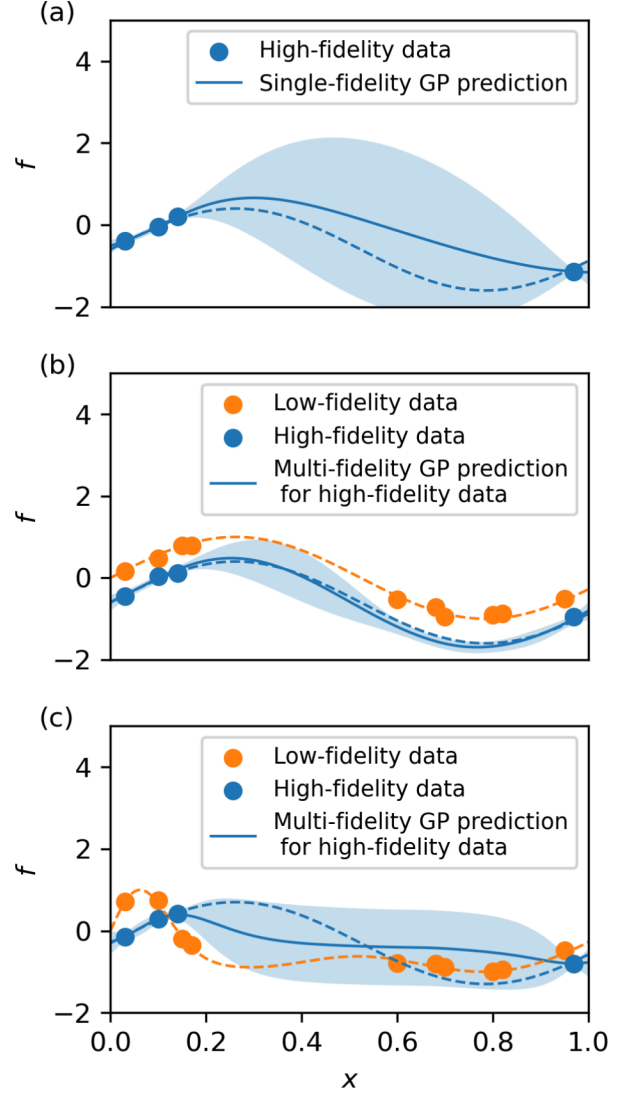 (a)
4
High-fidelity data
Single-fidelity GP prediction
2
f
0
−2
(b)
4
Low-fidelity data
High-fidelity data
Multi-fidelity GP prediction
for high-fidelity data
2
f
0
−2
(c)
4
Low-fidelity data
High-fidelity data
Multi-fidelity GP prediction
for high-fidelity data
2
f
0
−2
0.0 0.2 0.4 0.6 0.8 1.0
x